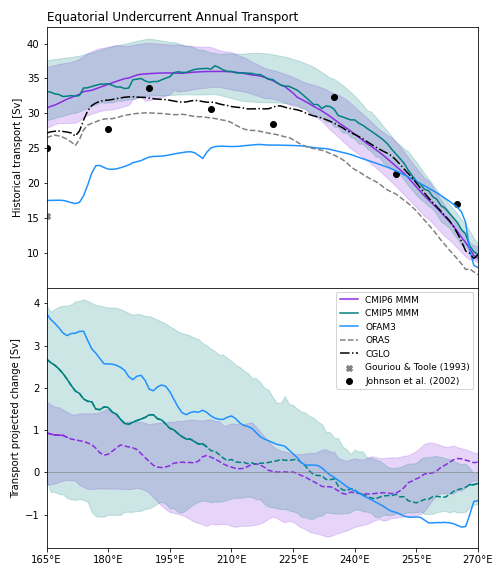 Equatorial Undercurrent Annual Transport
Historical transport [Sv]
40
35
30
25
20
15
10
Transport projected change [Sv]
4
3
2
1
0
−1
CMIP6 MMM
CMIP5 MMM
OFAM3
ORAS
CGLO
Gouriou & Toole (1993)
Johnson et al. (2002)
165°E 180°E 195°E 210°E 225°E 240°E 255°E 270°E